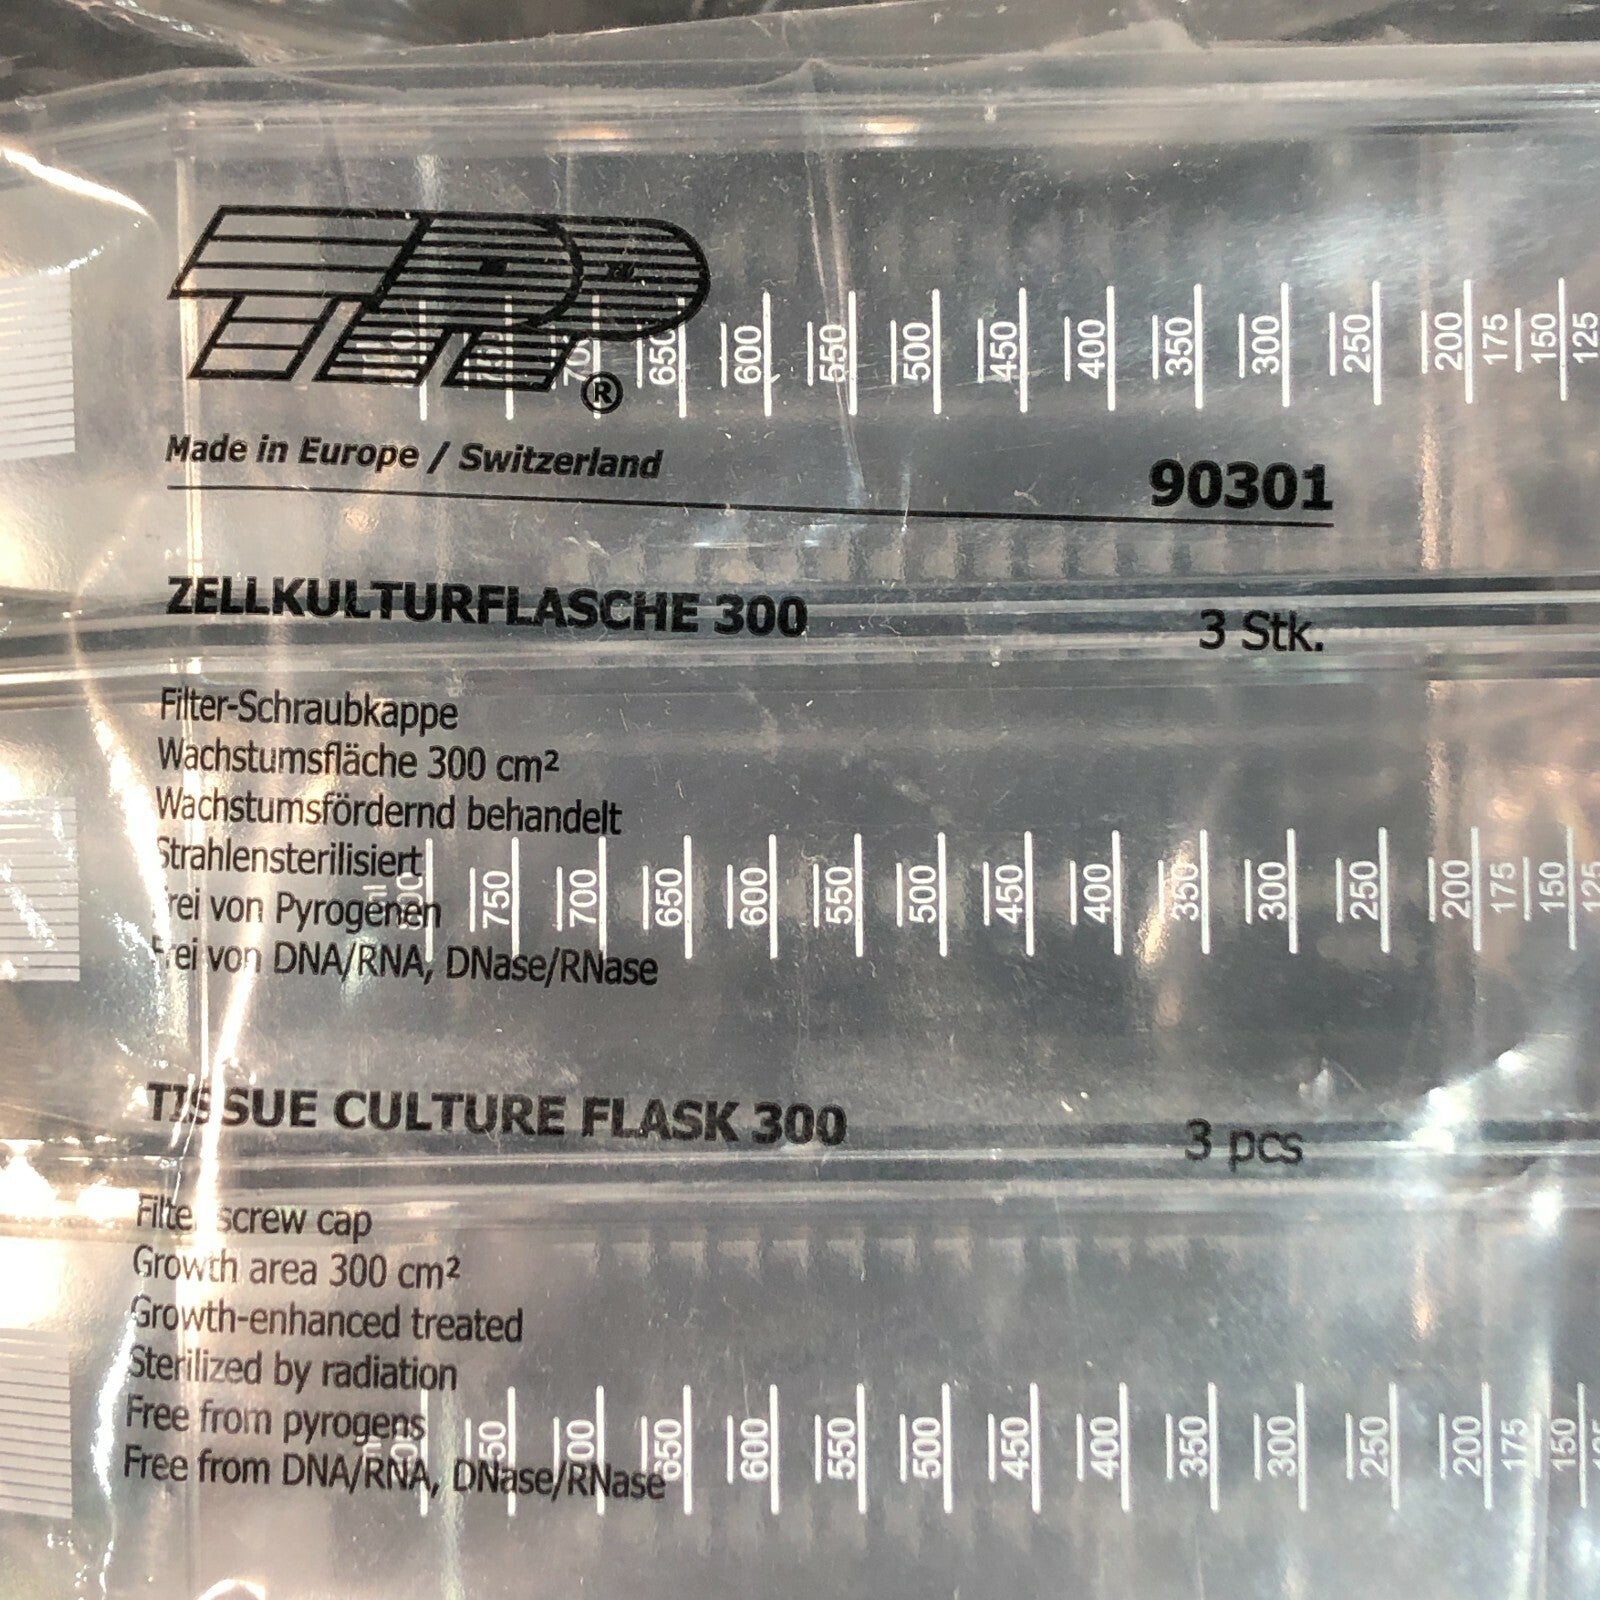 TPP®
600 550 500 450 400 350 300 250 200 175 150 125
Made in Europe / Switzerland
90301
ZELLKULTURFLASCHE 300 3 Stk.
Filter-Schraubkappe
Wachstumsfläche 300 cm²
Wachstumsfördernd behandelt
Strahlensterilisiert
Frei von Pyrogenen
Frei von DNA/RNA, DNase/RNase
750 700 650 600 550 500 450 400 350 300 250 200 175 150 125
TISSUE CULTURE FLASK 300 3 pcs
Filter screw cap
Growth area 300 cm²
Growth-enhanced treated
Sterilized by radiation
Free from pyrogens
Free from DNA/RNA, DNase/RNase
650 600 550 500 450 400 350 300 250 200 175 150